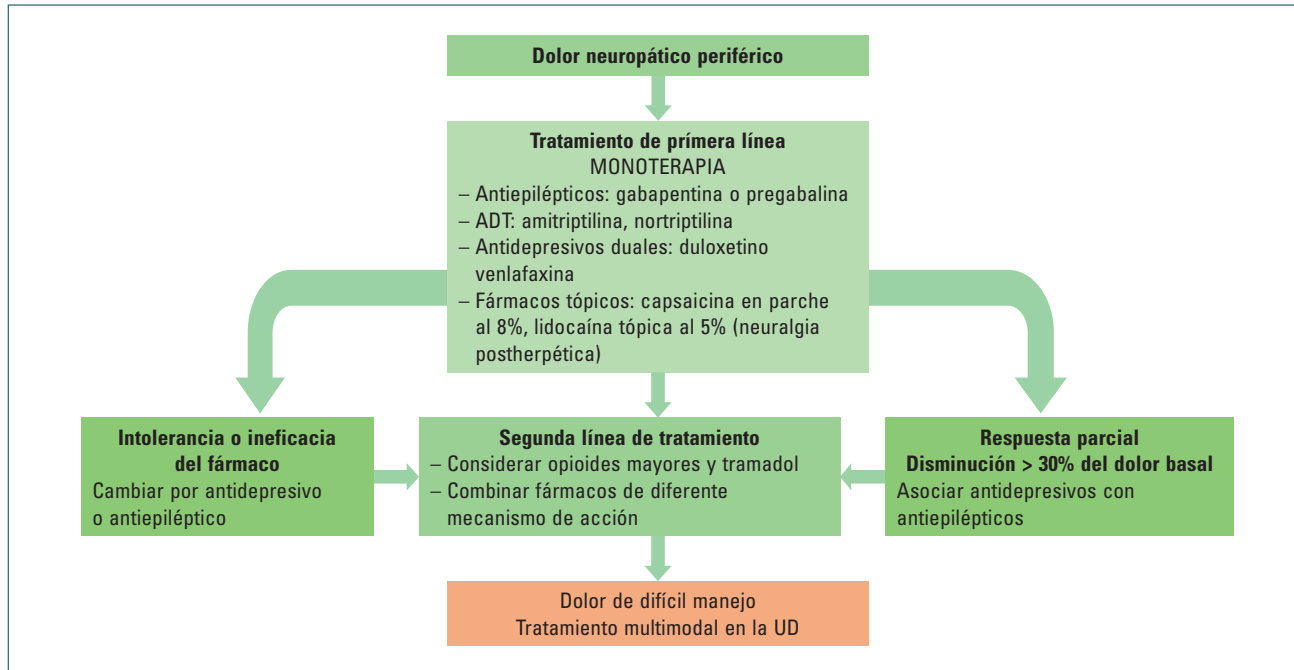 Dolor neuropático periférico
Tratamiento de prímera línea
MONOTERAPIA
– Antiepilépticos: gabapentina o pregabalina
– ADT: amitriptilina, nortriptilina
– Antidepresivos duales: duloxetino
venlafaxina
– Fármacos tópicos: capsaicina en parche
al 8%, lidocaína tópica al 5% (neuralgia
postherpética)
Intolerancia o ineficacia
del fármaco
Cambiar por antidepresivo
o antiepiléptico
Segunda línea de tratamiento
– Considerar opioides mayores y tramadol
– Combinar fármacos de diferente
mecanismo de acción
Respuesta parcial
Disminución > 30% del dolor basal
Asociar antidepresivos con
antiepilépticos
Dolor de difícil manejo
Tratamiento multimodal en la UD